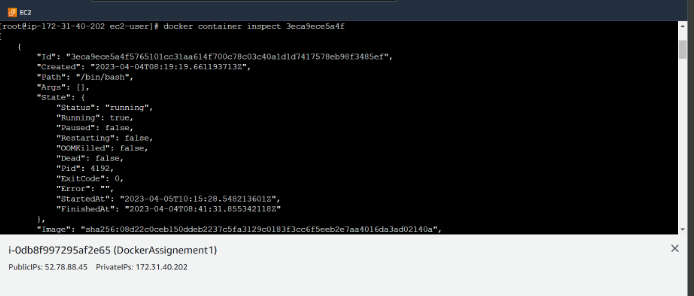 EC2
[root@ip-172-31-40-202 ec2-user]# docker container inspect 3eca9ece5a4f
[
{
"Id": "3eca9ece5a4f5765101cc31aa614f700c78c03c40a1d1d7417578eb98f3485ef",
"Created": "2023-04-04T08:19:19.661193713Z",
"Path": "/bin/bash",
"Args": [],
"State": {
"Status": "running",
"Running": true,
"Paused": false,
"Restarting": false,
"OOMKilled": false,
"Dead": false,
"Pid": 4192,
"ExitCode": 0,
"Error": "",
"StartedAt": "2023-04-05T10:15:28.548213601Z",
"FinishedAt": "2023-04-04T08:41:31.855342118Z"
},
"Image": "sha256:08d22c0ceb150ddeb2237c5fa3129c0183f3cc6f5eeb2e7aa4016da3ad02140a",
i-0db8f997295af2e65 (DockerAssignement1)
PublicIPs: 52.78.88.45 PrivateIPs: 172.31.40.202